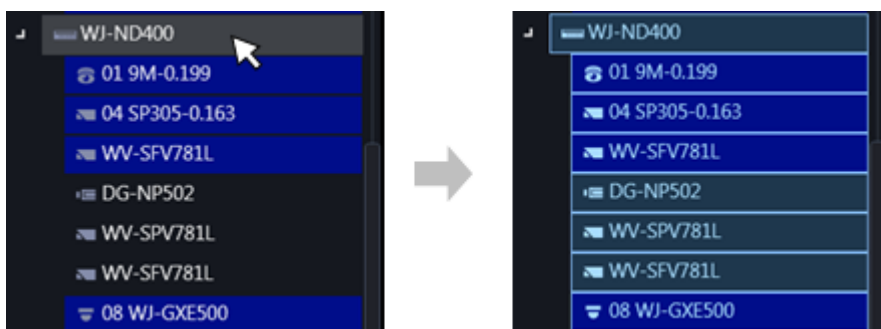 WJ-ND400
01 9M-0.199
04 SP305-0.163
WV-SFV781L
DG-NP502
WV-SPV781L
WV-SFV781L
08 WJ-GXE500
WJ-ND400
01 9M-0.199
04 SP305-0.163
WV-SFV781L
DG-NP502
WV-SPV781L
WV-SFV781L
08 WJ-GXE500